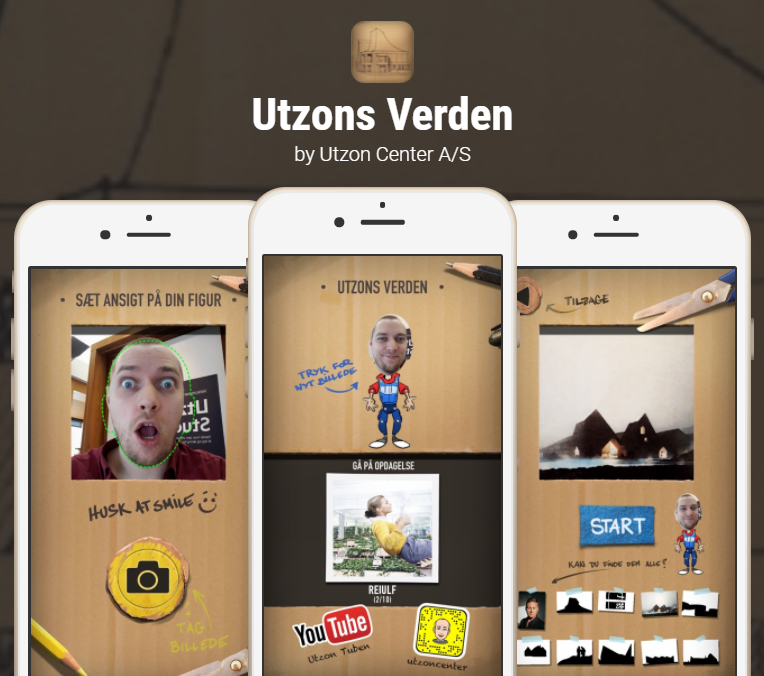 Utzons Verden
by Utzon Center A/S
• SÆT ANSIGT PÅ DIN FIGUR •
HUSK AT SMILE
TAG
BILLEDE
• UTZONS VERDEN •
TRYK FOR
NYT BILLEDE
GÅ PÅ OPDAGELSE
REIULF
(2/10)
YouTube
Utzon Tuben
utzoncenter
TILBAGE
START
KAN DU FINDE DEM ALLE?